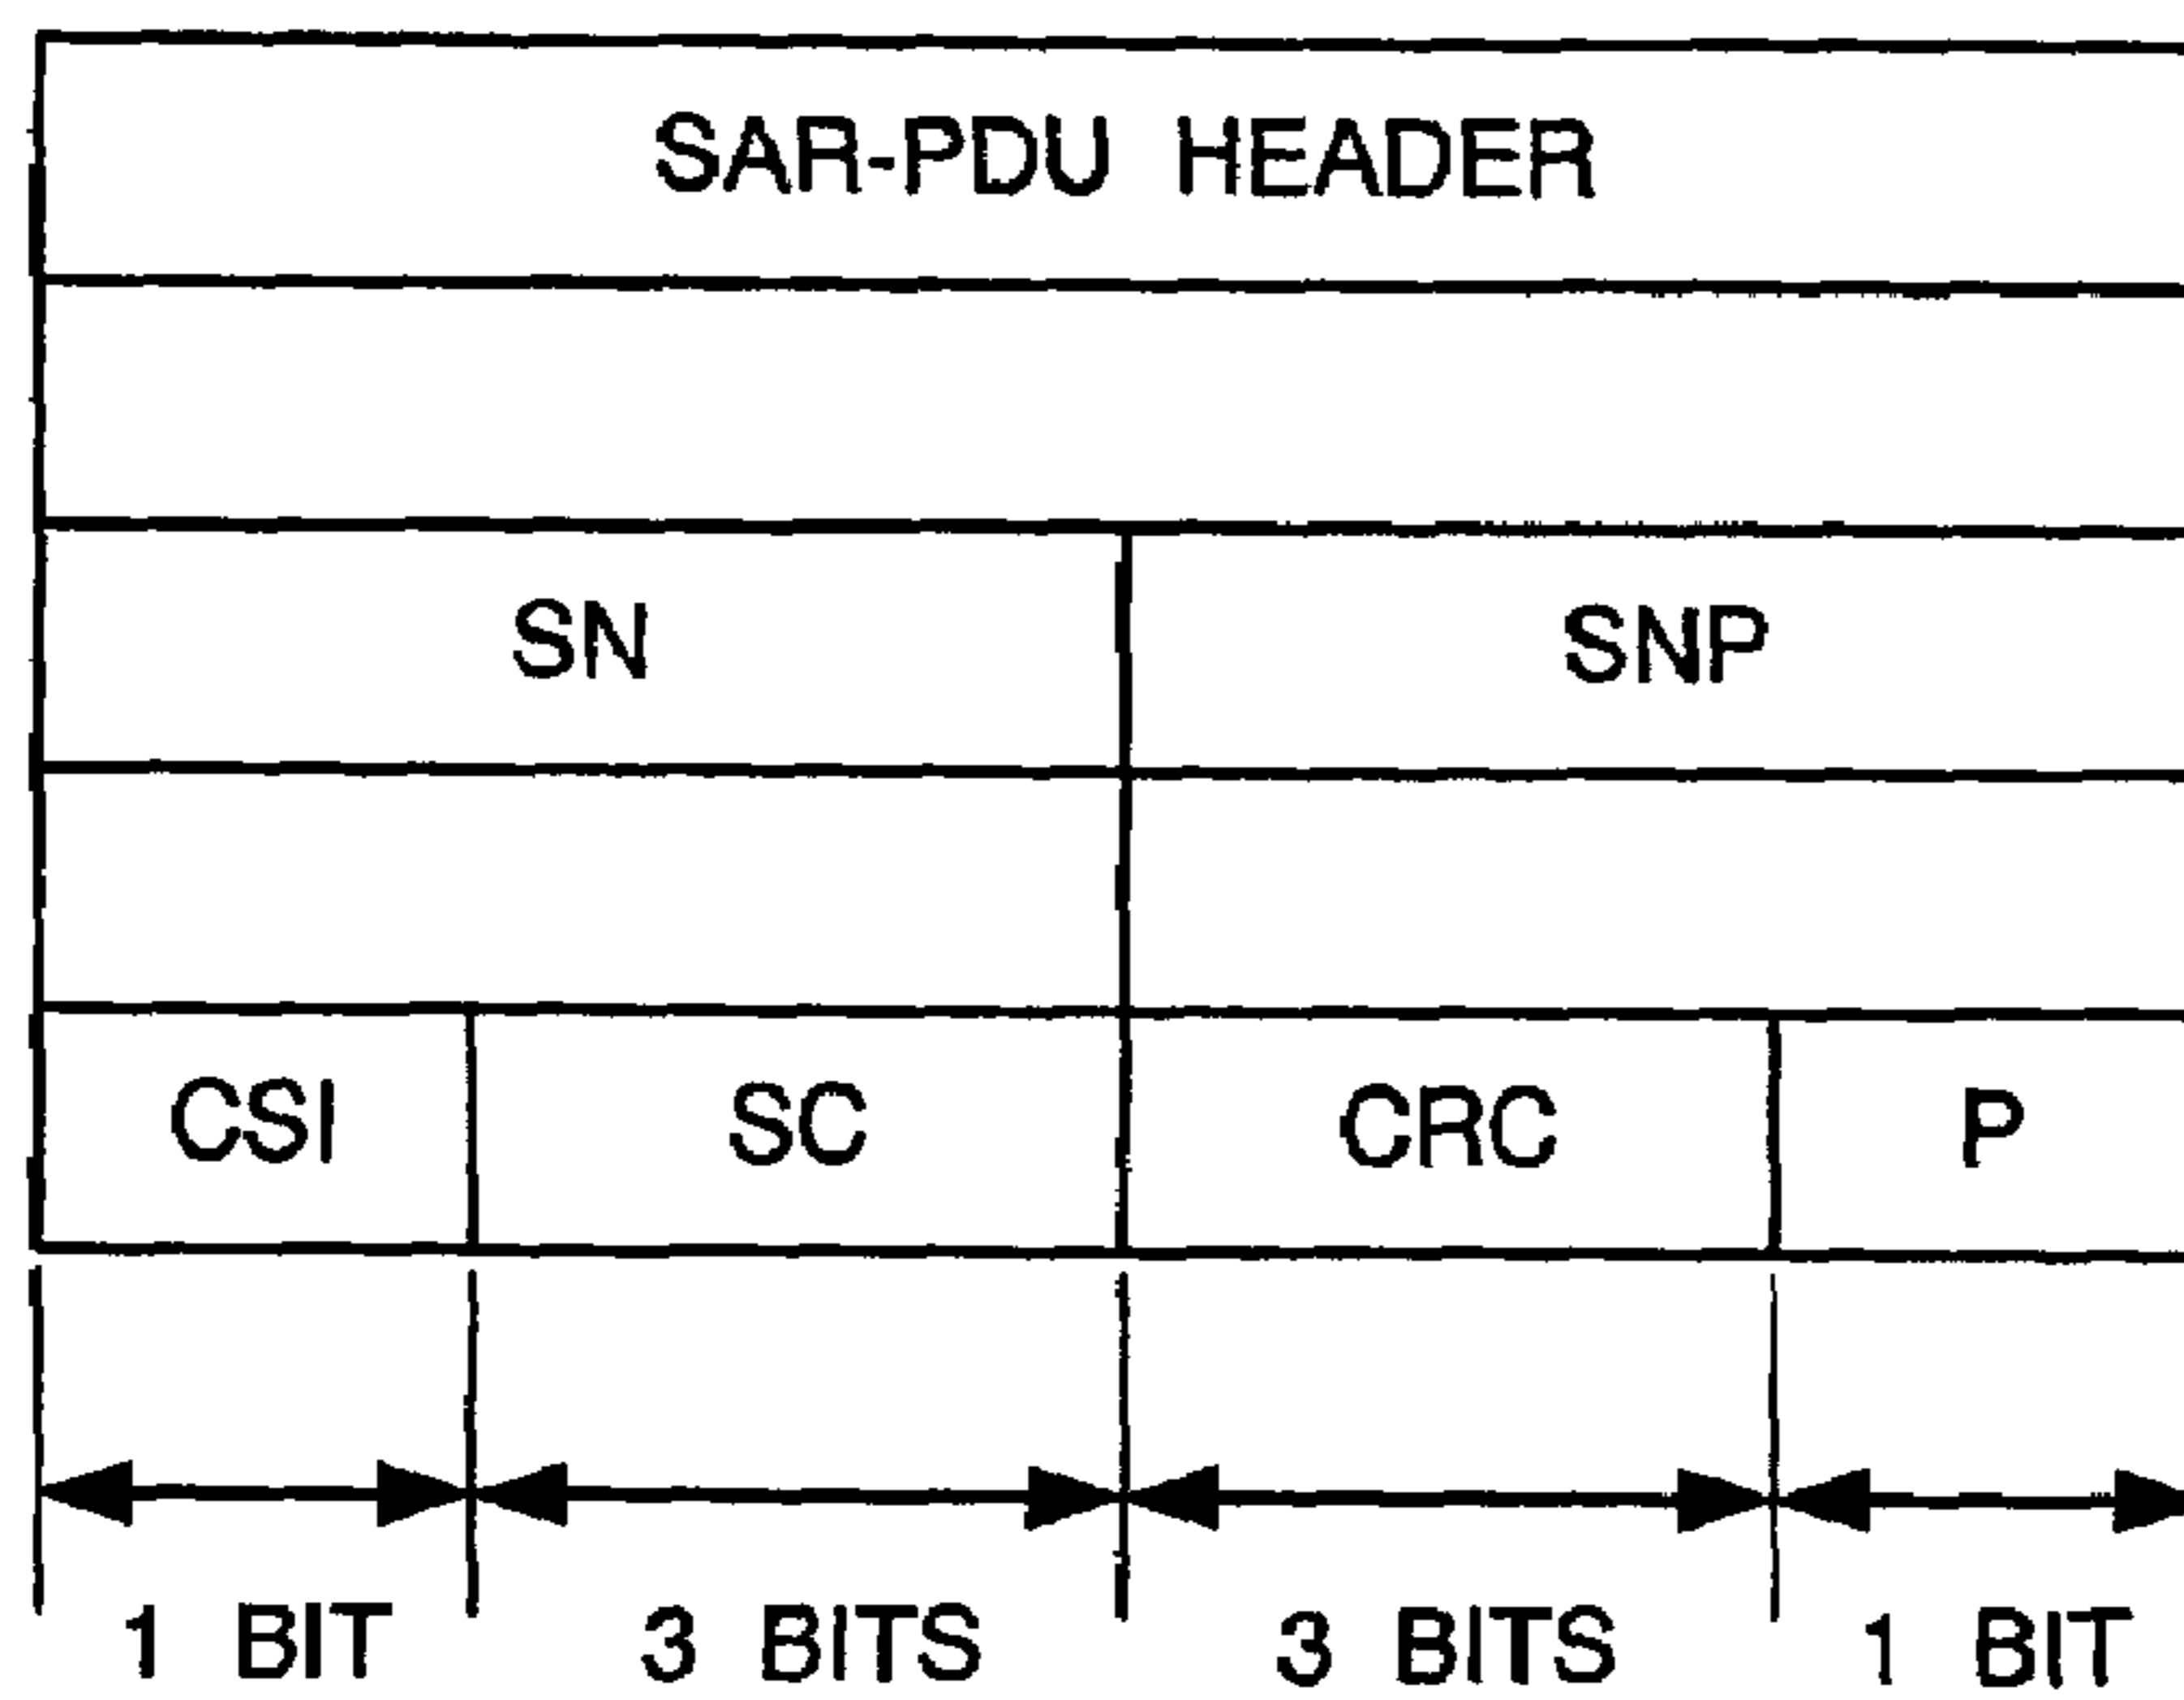 SAR-PDU HEADER
SN SNP
CSI SC CRC P
1 BIT 3 BITS 3 BITS 1 BIT